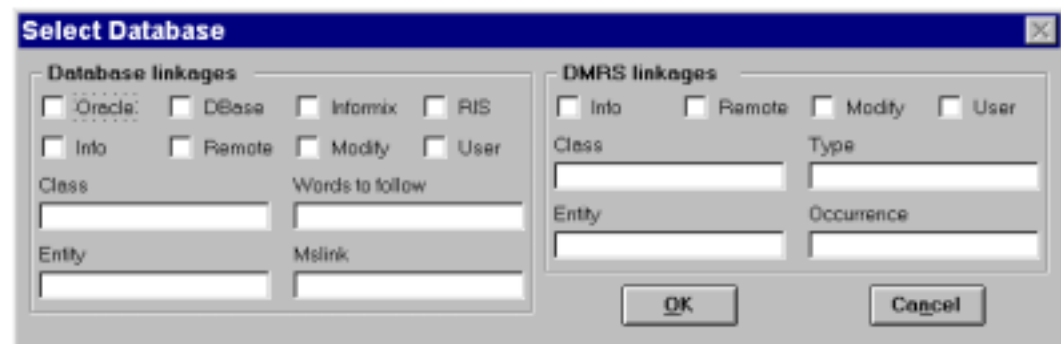 Select Database
Database linkages
Oracle DBase Informix RIS
Info Remote Modify User
Class Words to follow
Entity Mslink
DMRS linkages
Info Remote Modify User
Class Type
Entity Occurrence
OK Cancel